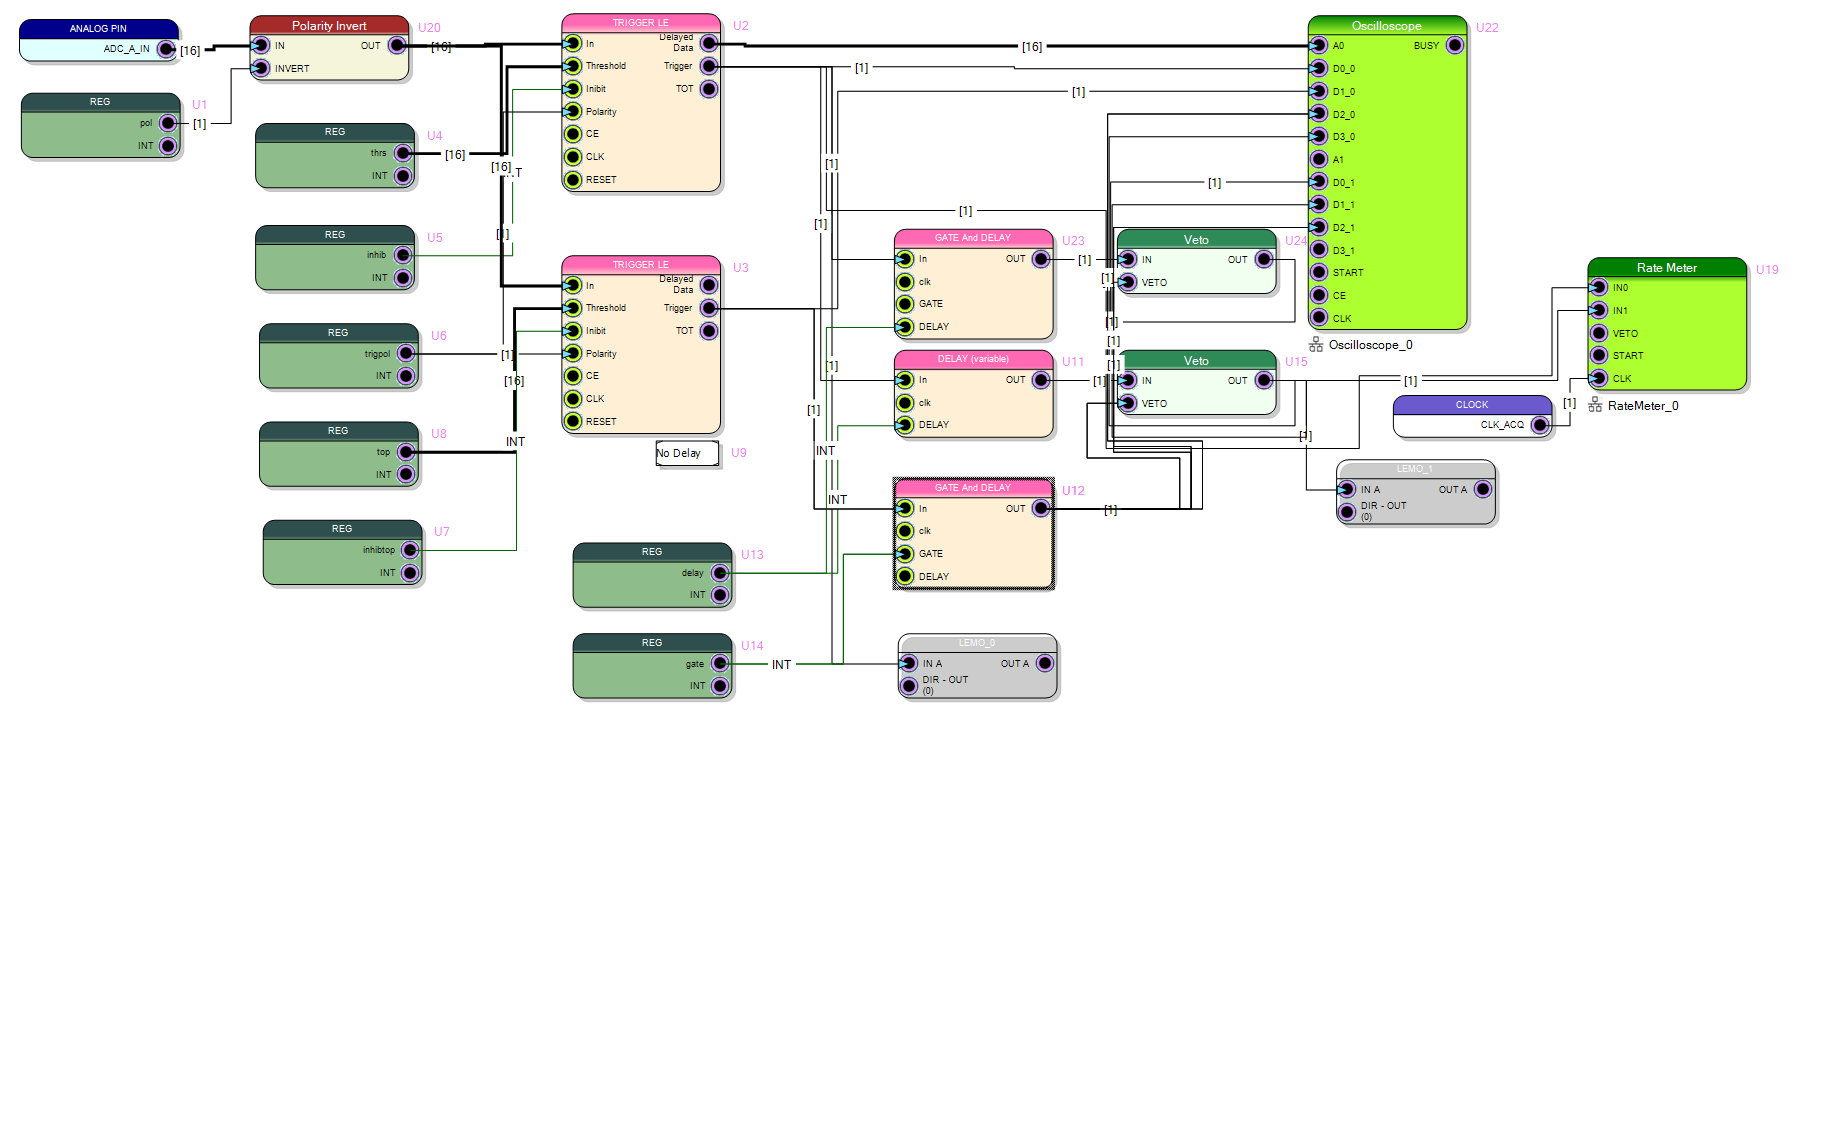 ANALOG PIN
ADC_A_IN
[16]
Polarity Invert
U20
IN
OUT
[16]
INVERT
REG
U1
pol
[1]
INT
REG
U4
thrs
[16]
INT
[16]
REG
U5
inhib
INT
[1]
REG
U6
trigpol
[1]
INT
[16]
REG
U8
top
INT
INT
REG
U7
inhibtop
INT
TRIGGER LE
U2
In
Delayed
Data
Threshold
Trigger
Inibit
TOT
Polarity
CE
CLK
RESET
TRIGGER LE
U3
In
Delayed
Data
Threshold
Trigger
Inibit
TOT
Polarity
CE
CLK
RESET
No Delay
U9
REG
U13
delay
INT
REG
U14
gate
INT
INT
[16]
[1]
[1]
[1]
[1]
[1]
[1]
[1]
[1]
INT
INT
GATE And DELAY
U23
In
OUT
[1]
clk
GATE
DELAY
DELAY (variable)
U11
In
OUT
[1]
clk
DELAY
GATE And DELAY
U12
In
OUT
[1]
clk
GATE
DELAY
LEMO_0
IN A
OUT A
DIR - OUT
(0)
Veto
U24
IN
OUT
VETO
[1]
[1]
[1]
[1]
Veto
U15
IN
OUT
VETO
[1]
[1]
Oscilloscope
U22
A0
BUSY
D0_0
D1_0
D2_0
D3_0
A1
D0_1
D1_1
D2_1
D3_1
START
CE
CLK
Oscilloscope_0
Rate Meter
U19
IN0
IN1
VETO
START
CLK
RateMeter_0
CLOCK
CLK_ACQ
[1]
LEMO_1
IN A
OUT A
DIR - OUT
(0)